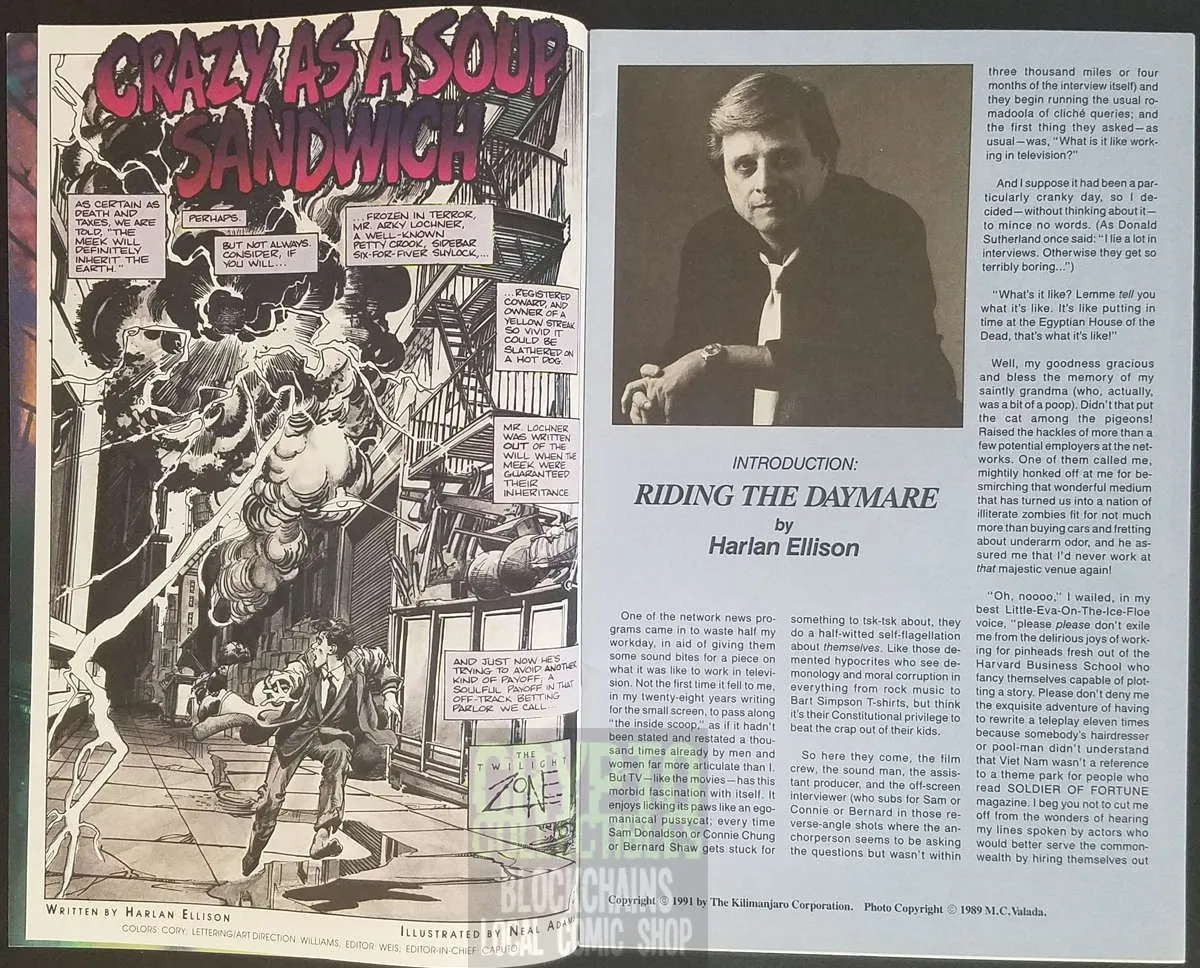 CRAZY AS A SOUP
SANDWICH
AS CERTAIN AS
DEATH AND
TAXES, WE ARE
TOLD, "THE
MEEK WILL
DEFINITELY
INHERIT THE
EARTH."
PERHAPS.
BUT NOT ALWAYS.
CONSIDER, IF
YOU WILL...
...FROZEN IN TERROR,
MR. ARKY LOCHNER,
A WELL-KNOWN
PETTY CROOK, SIDEBAR
SIX-FOR-FIVER SHYLOCK,...
...REGISTERED
COWARD, AND
OWNER OF A
YELLOW STREAK
SO VIVID IT
COULD BE
SLATHERED ON
A HOT DOG.
MR. LOCHNER
WAS WRITTEN
OUT OF THE
WILL WHEN THE
MEEK WERE
GUARANTEED
THEIR
INHERITANCE.
AND JUST NOW HE'S
TRYING TO AVOID ANOTHER
KIND OF PAYOFF; A
SOULFUL PAYOFF IN THAT
OFF-TRACK BETTING
PARLOR WE CALL...
THE
TWILIGHT
ZONE
WRITTEN BY HARLAN ELLISON
ILLUSTRATED BY NEAL ADAMS
COLORS: CORY, LETTERING/ART DIRECTION: WILLIAMS, EDITOR: WEIS, EDITOR-IN-CHIEF: CAPUTO
INTRODUCTION:
RIDING THE DAYMARE
by
Harlan Ellison
One of the network news pro-
grams came in to waste half my
workday, in aid of giving them
some sound bites for a piece on
what it was like to work in televi-
sion. Not the first time it fell to me,
in my twenty-eight years writing
for the small screen, to pass along
"the inside scoop," as if it hadn't
been stated and restated a thou-
sand times already by men and
women far more articulate than I.
But TV—like the movies—has this
morbid fascination with itself. It
enjoys licking its paws like an ego-
maniacal pussycat; every time
Sam Donaldson or Connie Chung
or Bernard Shaw gets stuck for
something to tsk-tsk about, they
do a half-witted self-flagellation
about themselves. Like those de-
mented hypocrites who see de-
monology and moral corruption in
everything from rock music to
Bart Simpson T-shirts, but think
it's their Constitutional privilege to
beat the crap out of their kids.
So here they come, the film
crew, the sound man, the assis-
tant producer, and the off-screen
interviewer (who subs for Sam or
Connie or Bernard in those re-
verse-angle shots where the an-
chorperson seems to be asking
the questions but wasn't within
three thousand miles or four
months of the interview itself) and
they begin running the usual ro-
madoola of cliché queries; and
the first thing they asked—as
usual—was, "What is it like work-
ing in television?"
And I suppose it had been a par-
ticularly cranky day, so I de-
cided—without thinking about it—
to mince no words. (As Donald
Sutherland once said: "I lie a lot in
interviews. Otherwise they get so
terribly boring...")
"What's it like? Lemme tell you
what it's like. It's like putting in
time at the Egyptian House of the
Dead, that's what it's like!"
Well, my goodness gracious
and bless the memory of my
saintly grandma (who, actually,
was a bit of a poop). Didn't that put
the cat among the pigeons!
Raised the hackles of more than a
few potential employers at the net-
works. One of them called me,
mightily honked off at me for be-
smirching that wonderful medium
that has turned us into a nation of
illiterate zombies fit for not much
more than buying cars and fretting
about underarm odor, and he as-
sured me that I'd never work at
that majestic venue again!
"Oh, noooo," I wailed, in my
best Little-Eva-On-The-Ice-Floe
voice, "please please don't exile
me from the delirious joys of work-
ing for pinheads fresh out of the
Harvard Business School who
fancy themselves capable of plot-
ting a story. Please don't deny me
the exquisite adventure of having
to rewrite a teleplay eleven times
because somebody's hairdresser
or pool-man didn't understand
that Viet Nam wasn't a reference
to a theme park for people who
read SOLDIER OF FORTUNE
magazine. I beg you not to cut me
off from the wonders of hearing
my lines spoken by actors who
would better serve the common-
wealth by hiring themselves out
Copyright © 1991 by The Kilimanjaro Corporation. Photo Copyright © 1989 M.C. Valada.
BLOCKCHAINS
LOCAL COMIC SHOP